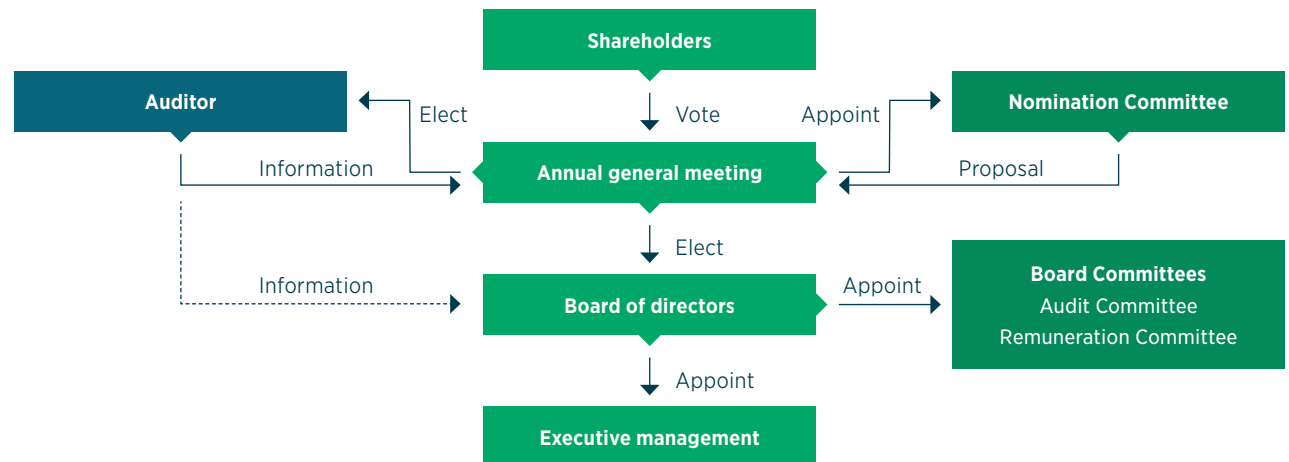 Shareholders
Auditor
Nomination Committee
Elect
Vote
Appoint
Information
Annual general meeting
Proposal
Elect
Information
Board of directors
Appoint
Board Committees
Audit Committee
Remuneration Committee
Appoint
Executive management